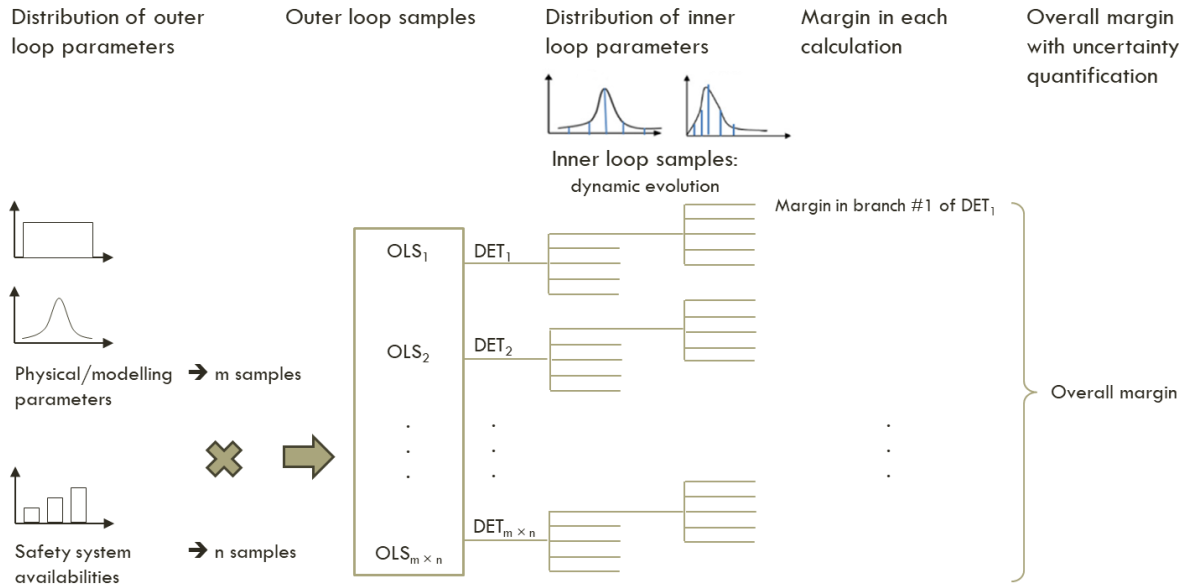 Distribution of outer
loop parameters
Outer loop samples
Distribution of inner
loop parameters
Margin in each
calculation
Overall margin
with uncertainty
quantification
Inner loop samples:
dynamic evolution
Margin in branch #1 of DET₁
OLS₁
DET₁
OLS₂
DET₂
Physical/modelling
parameters
➔ m samples
Overall margin
.
.
.
.
.
.
.
.
.
DETₘ × ₙ
OLSₘ × ₙ
Safety system
availabilities
➔ n samples